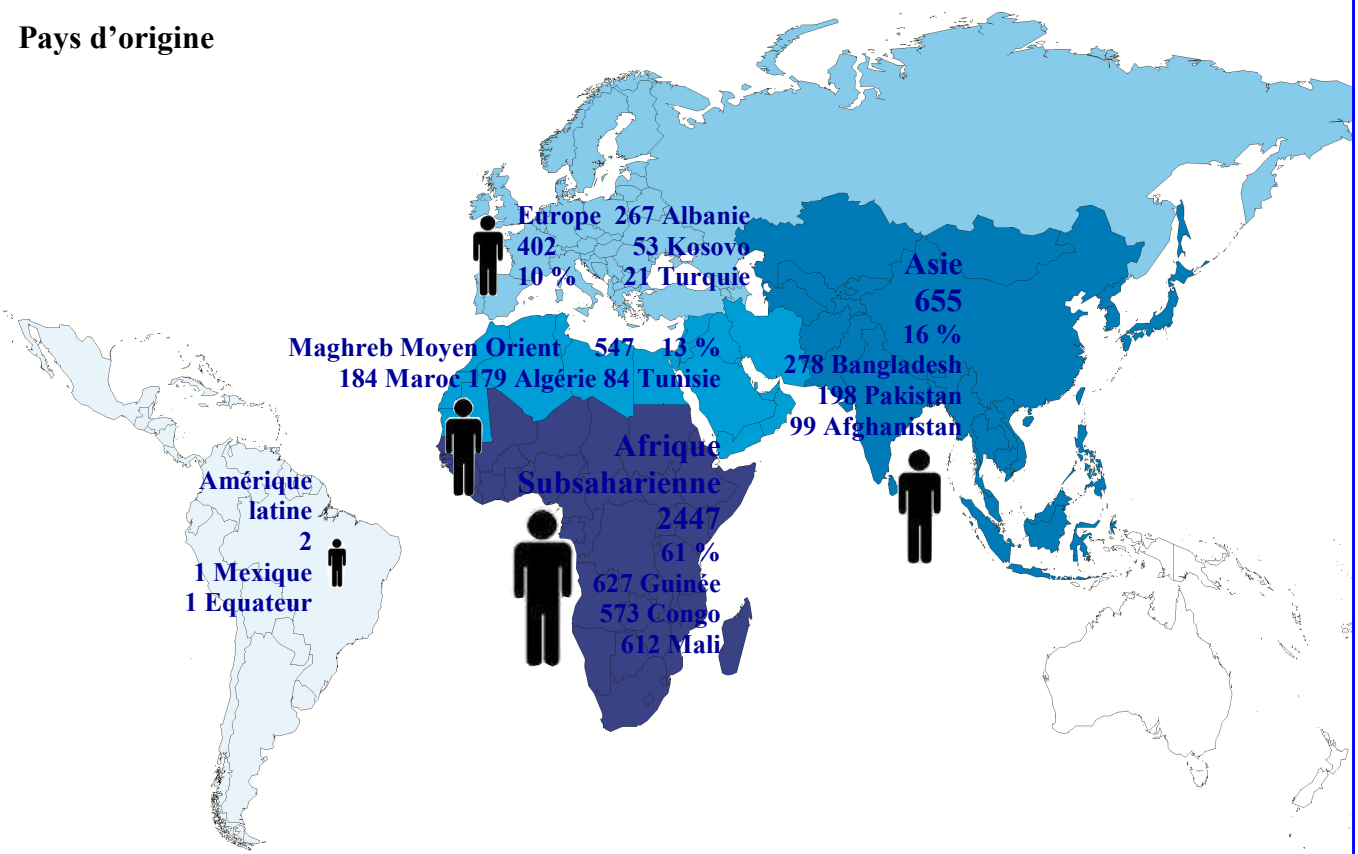 Pays d’origine
Europe 267 Albanie
402 53 Kosovo
10 % 21 Turquie
Asie
655
16 %
278 Bangladesh
198 Pakistan
99 Afghanistan
Maghreb Moyen Orient 547 13 %
184 Maroc 179 Algérie 84 Tunisie
Afrique
Subsaharienne
2447
61 %
627 Guinée
573 Congo
612 Mali
Amérique
latine
2
1 Mexique
1 Equateur